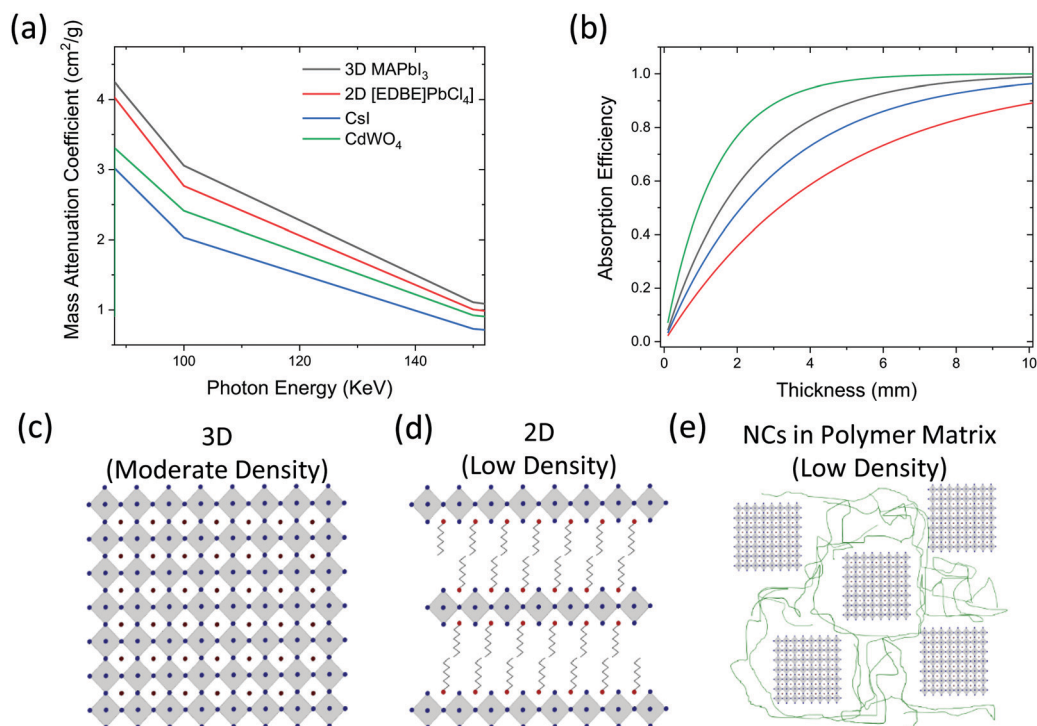 (a)
Mass Attenuation Coefficient (cm²/g)
4
3
2
1
100
120
140
Photon Energy (KeV)
3D MAPbI₃
2D [EDBE]PbCl₄]
CsI
CdWO₄
(b)
Absorption Efficiency
1.0
0.8
0.6
0.4
0.2
0.0
0
2
4
6
8
10
Thickness (mm)
(c)
3D
(Moderate Density)
(d)
2D
(Low Density)
(e)
NCs in Polymer Matrix
(Low Density)